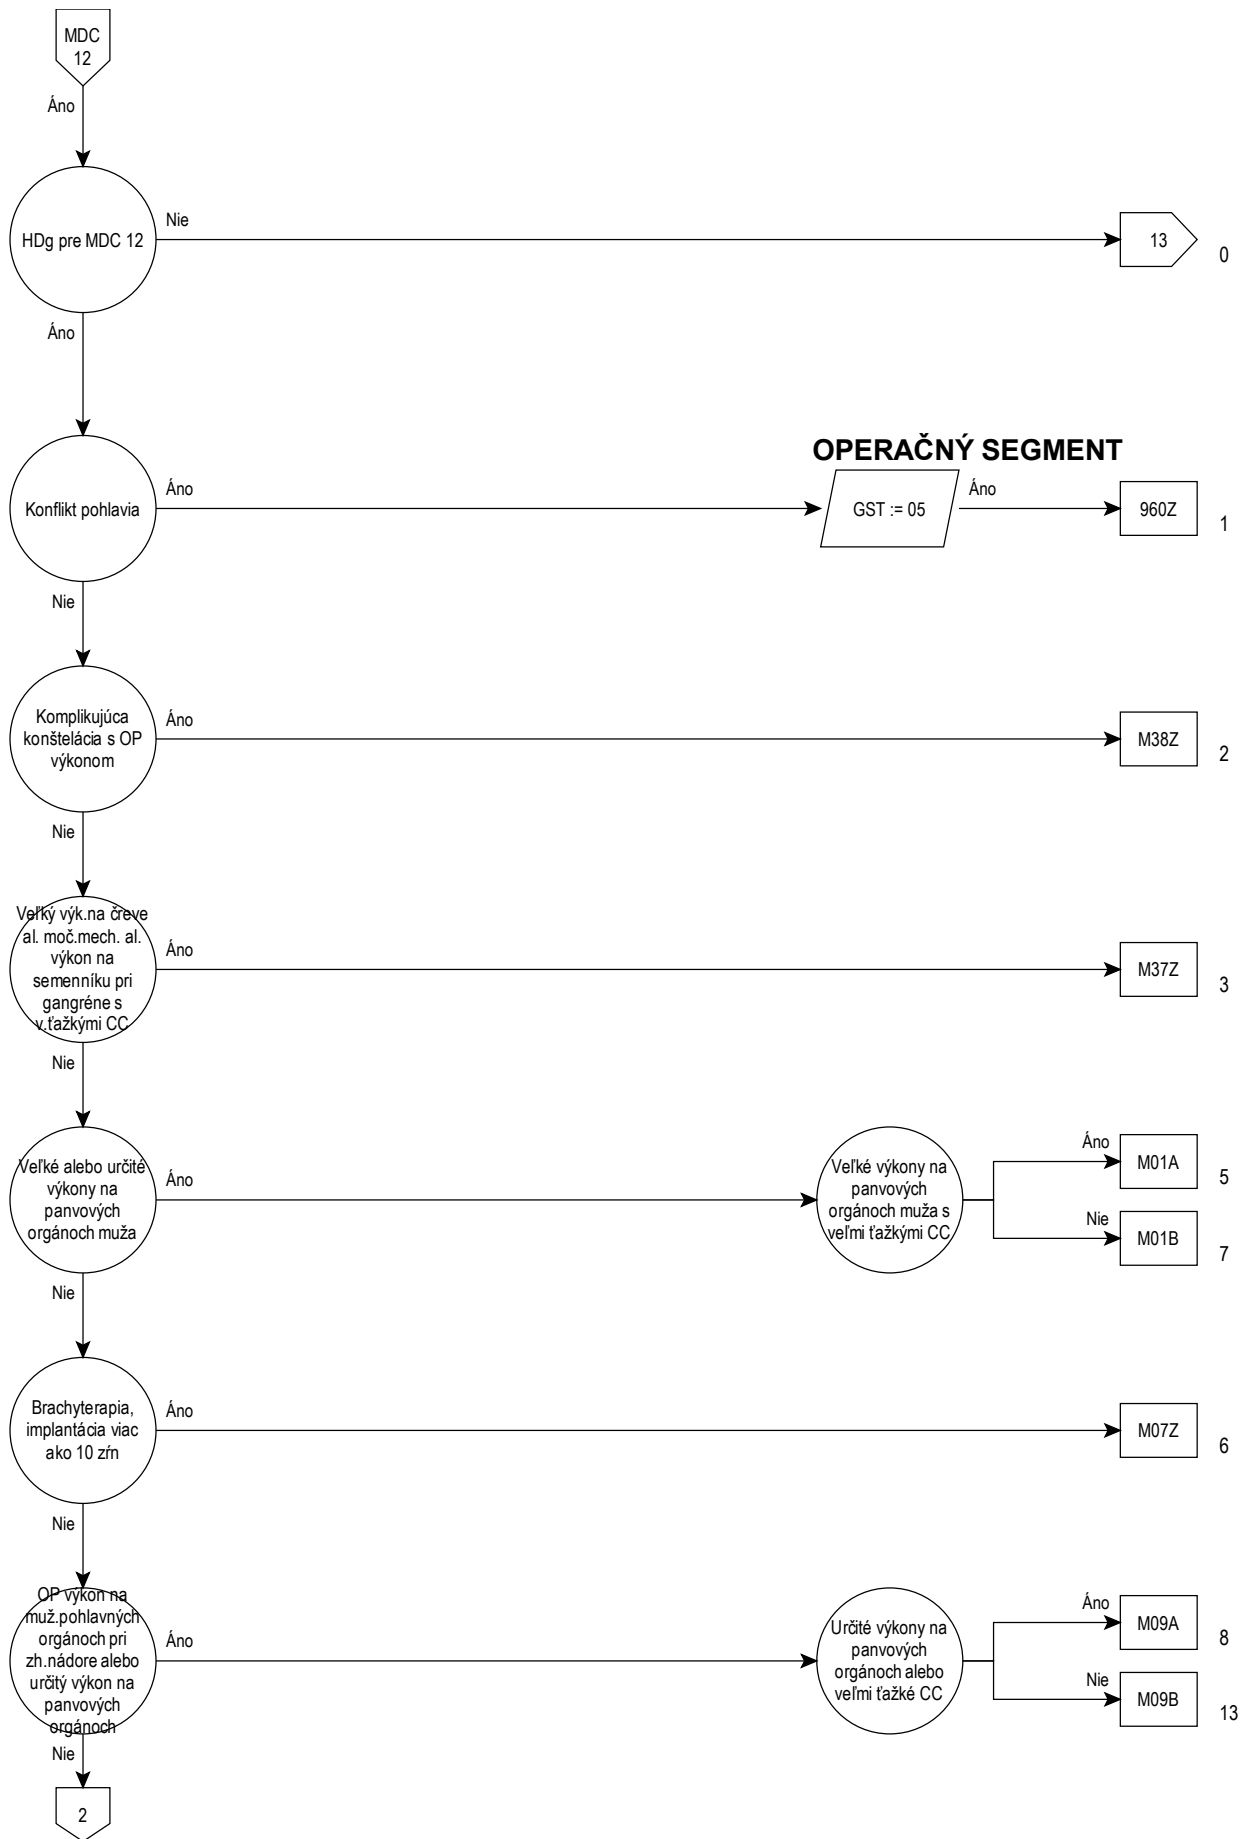 MDC
12
Áno
HDg pre MDC 12
Nie
13
0
Áno
OPERAČNÝ SEGMENT
Konflikt pohlavia
Áno
GST := 05
Áno
960Z
1
Nie
Komplikujúca
konštelácia s OP
výkonom
Áno
M38Z
2
Nie
Veľký výk.na čreve
al. moč.mech. al.
výkon na
semenníku pri
gangréne s
v.ťažkými CC
Áno
M37Z
3
Nie
Veľké alebo určité
výkony na
panvových
orgánoch muža
Áno
Veľké výkony na
panvových
orgánoch muža s
veľmi ťažkými CC
Áno
M01A
5
Nie
M01B
7
Nie
Brachyterapia,
implantácia viac
ako 10 zŕn
Áno
M07Z
6
Nie
OP výkon na
muž.pohlavných
orgánoch pri
zh.nádore alebo
určitý výkon na
panvových
orgánoch
Áno
Určité výkony na
panvových
orgánoch alebo
veľmi ťažké CC
Áno
M09A
8
Nie
M09B
13
Nie
2